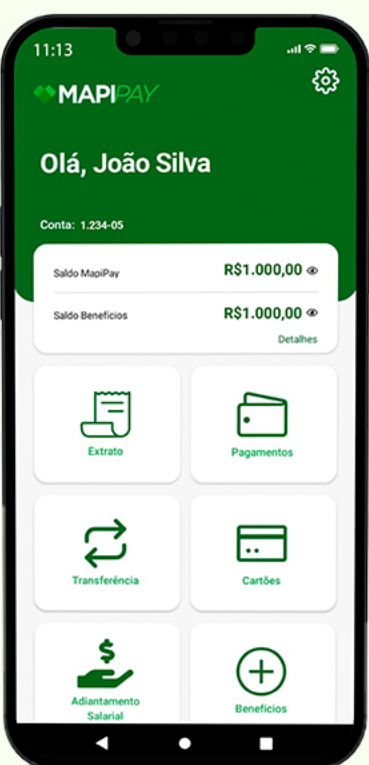 11:13
MAPIPAY
Olá, João Silva
Conta: 1.234-05
Saldo MapiPay R$1.000,00
Saldo Benefícios R$1.000,00
Detalhes
Extrato Pagamentos
Transferência Cartões
Adiantamento
Salarial
Benefícios